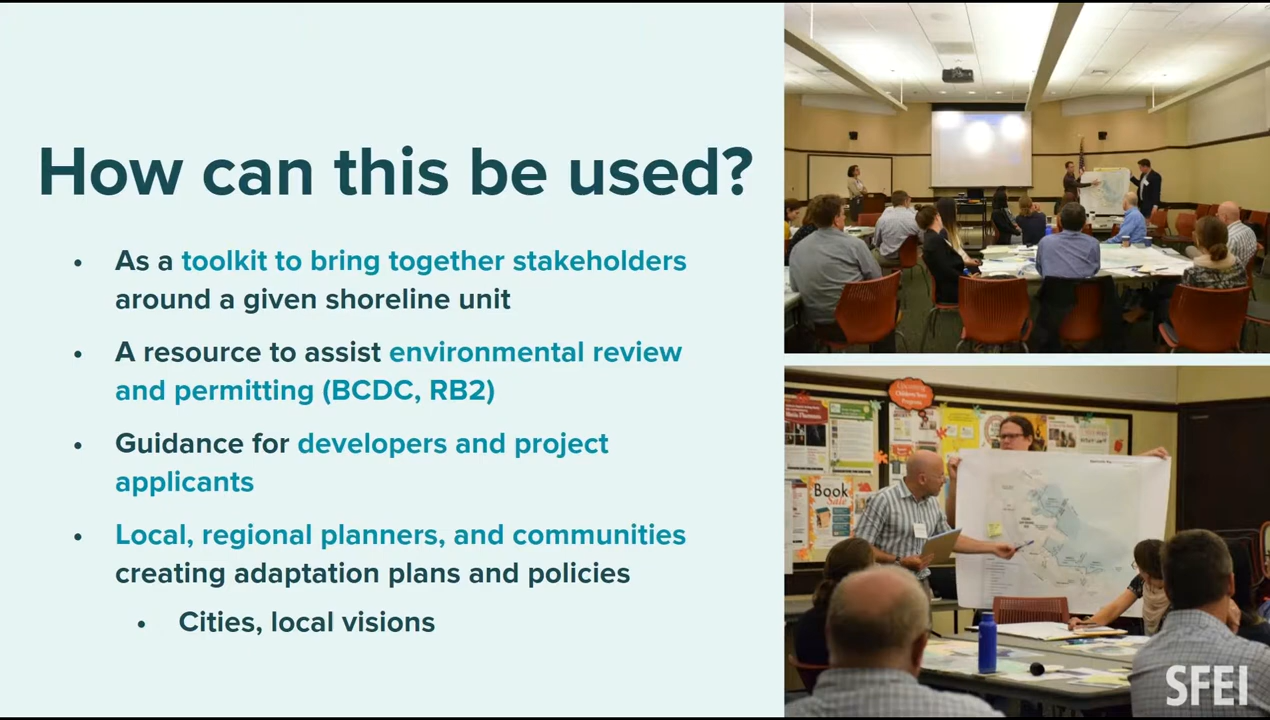 How can this be used?
• As a toolkit to bring together stakeholders
around a given shoreline unit
• A resource to assist environmental review
and permitting (BCDC, RB2)
• Guidance for developers and project
applicants
• Local, regional planners, and communities
creating adaptation plans and policies
• Cities, local visions
Upcoming
Book
Sale
SFEI